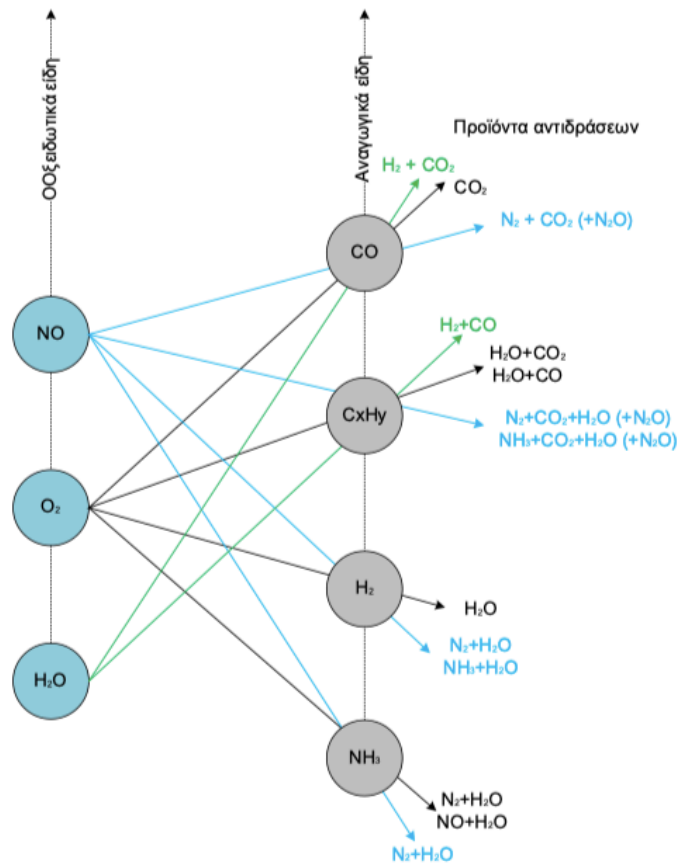 ΟΟξειδωτικά είδη
Αναγωγικά είδη
Προϊόντα αντιδράσεων
H₂ + CO₂
CO₂
N₂ + CO₂ (+N₂O)
CO
NO
H₂+CO
H₂O+CO₂
H₂O+CO
CxHy
N₂+CO₂+H₂O (+N₂O)
NH₃+CO₂+H₂O (+N₂O)
O₂
H₂
H₂O
N₂+H₂O
NH₃+H₂O
H₂O
NH₃
N₂+H₂O
NO+H₂O
N₂+H₂O